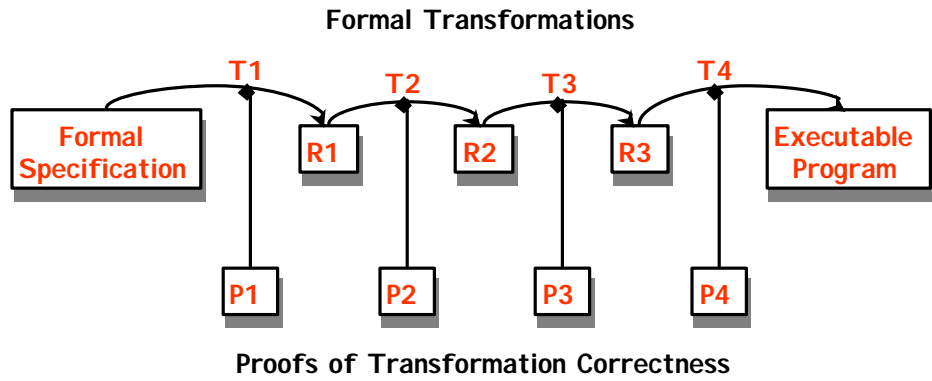 Formal Transformations
T1
T2
T3
T4
Formal
Specification
R1
R2
R3
Executable
Program
P1
P2
P3
P4
Proofs of Transformation Correctness